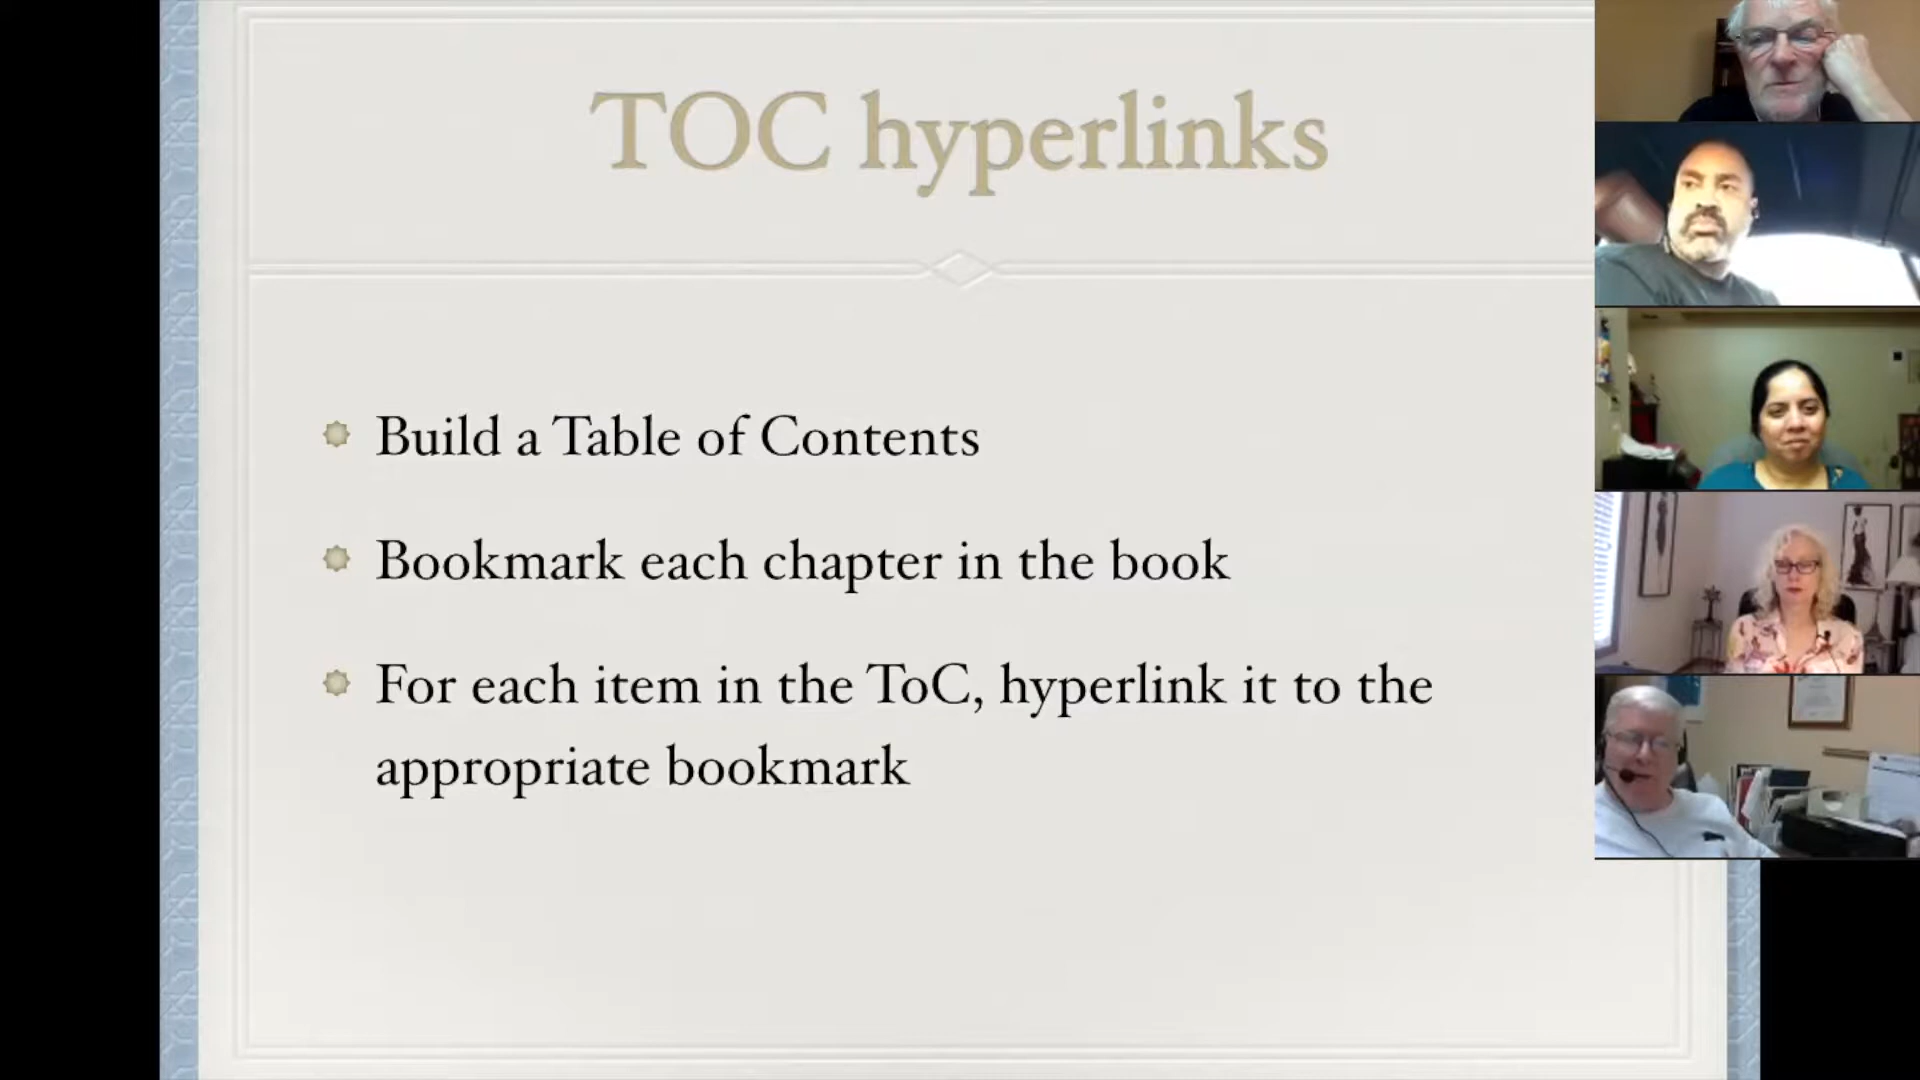 TOC hyperlinks
Build a Table of Contents
Bookmark each chapter in the book
For each item in the ToC, hyperlink it to the
appropriate bookmark